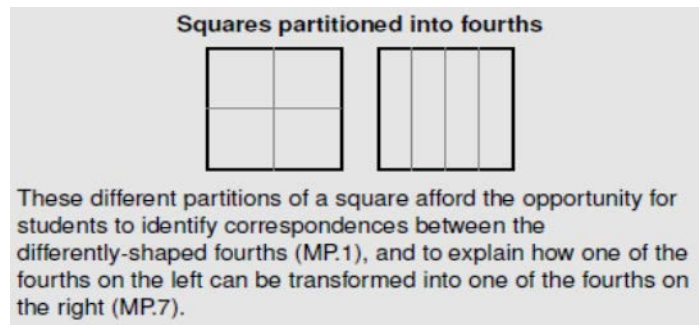 Squares partitioned into fourths
These different partitions of a square afford the opportunity for
students to identify correspondences between the
differently-shaped fourths (MP.1), and to explain how one of the
fourths on the left can be transformed into one of the fourths on
the right (MP.7).